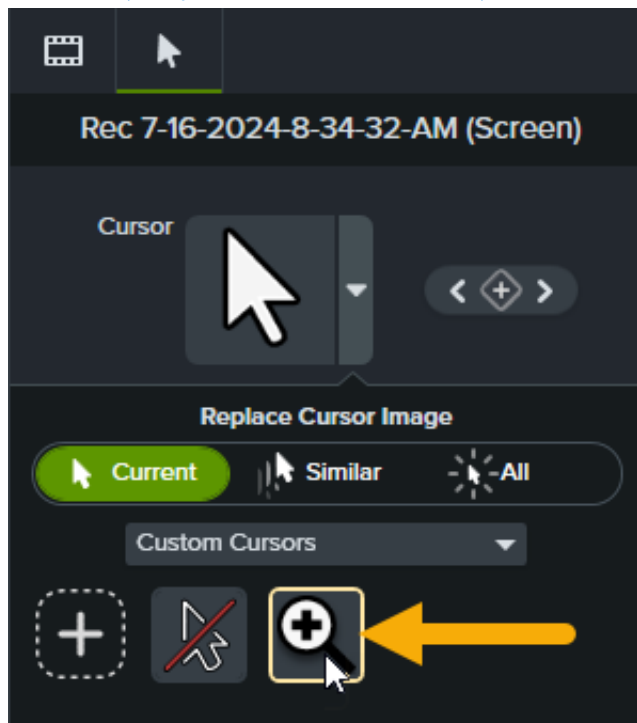 Rec 7-16-2024-8-34-32-AM (Screen)
Cursor
Replace Cursor Image
Current Similar All
Custom Cursors